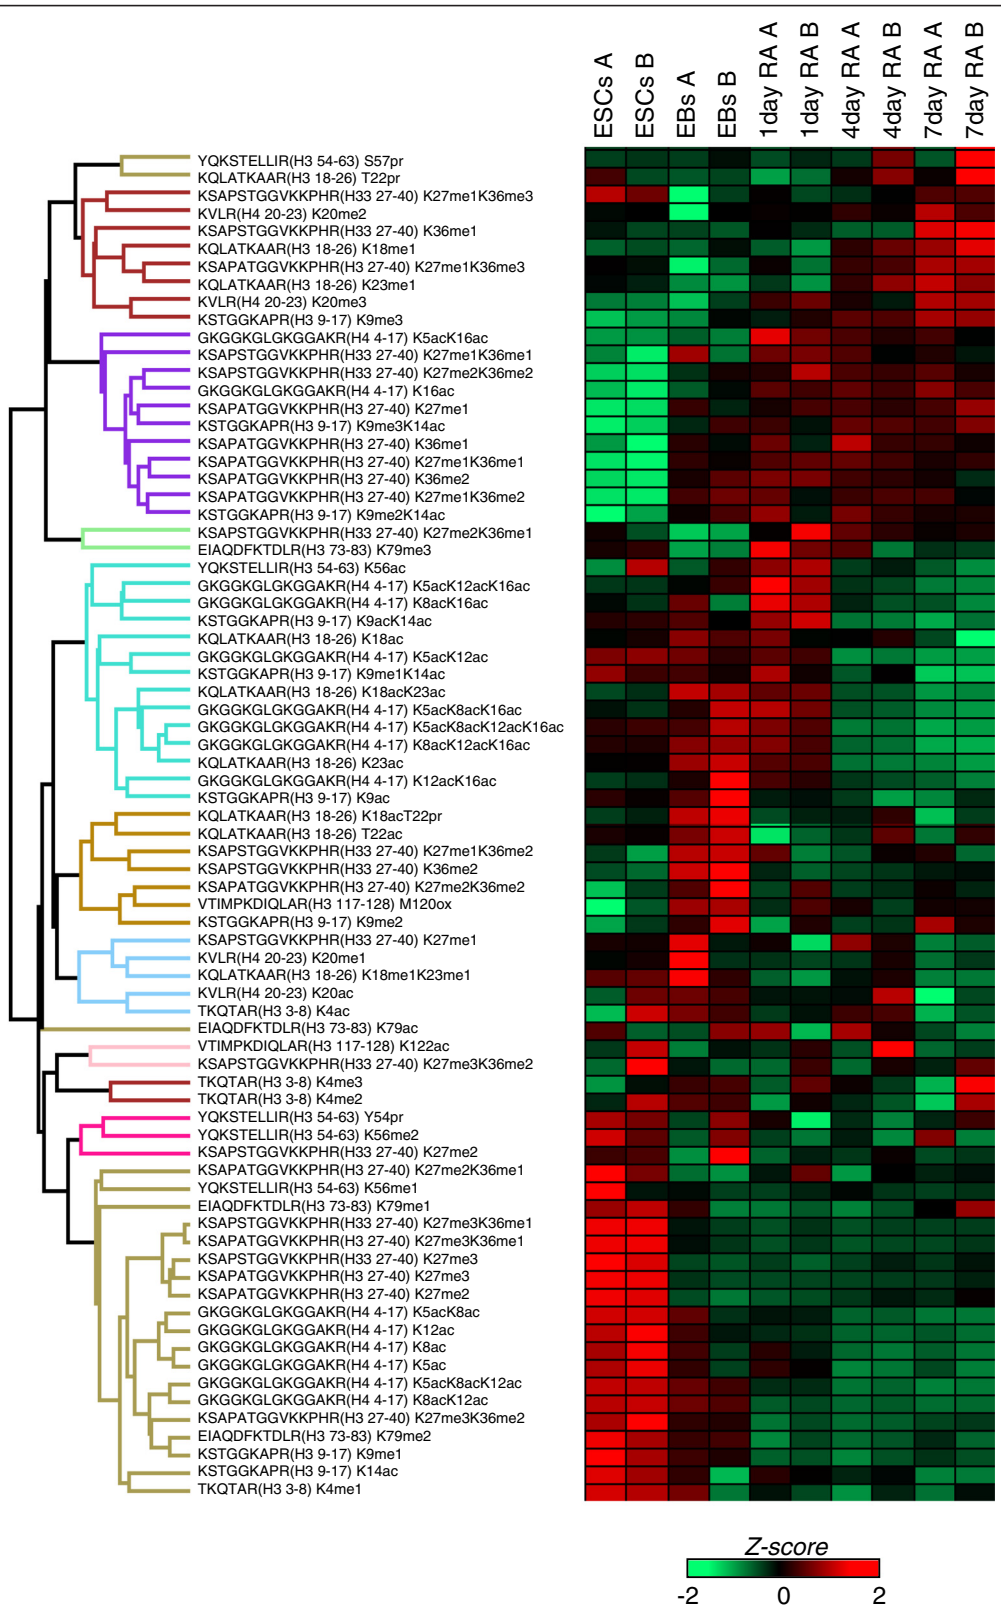 ESCs A
ESCs B
EBs A
EBs B
1day RA A
1day RA B
4day RA A
4day RA B
7day RA A
7day RA B
YQKSTELLIR(H3 54-63) S57pr
KQLATKAAR(H3 18-26) T22pr
KSAPSTGGVKKPHR(H33 27-40) K27me1K36me3
KVLR(H4 20-23) K20me2
KSAPSTGGVKKPHR(H33 27-40) K36me1
KQLATKAAR(H3 18-26) K18me1
KSAPATGGVKKPHR(H3 27-40) K27me1K36me3
KQLATKAAR(H3 18-26) K23me1
KVLR(H4 20-23) K20me3
KSTGGKAPR(H3 9-17) K9me3
GKGGKGLGKGGAKR(H4 4-17) K5acK16ac
KSAPSTGGVKKPHR(H33 27-40) K27me1K36me1
KSAPSTGGVKKPHR(H33 27-40) K27me2K36me2
GKGGKGLGKGGAKR(H4 4-17) K16ac
KSAPATGGVKKPHR(H3 27-40) K27me1
KSTGGKAPR(H3 9-17) K9me3K14ac
KSAPATGGVKKPHR(H3 27-40) K36me1
KSAPATGGVKKPHR(H3 27-40) K27me1K36me1
KSAPATGGVKKPHR(H3 27-40) K36me2
KSAPATGGVKKPHR(H3 27-40) K27me1K36me2
KSTGGKAPR(H3 9-17) K9me2K14ac
KSAPSTGGVKKPHR(H33 27-40) K27me2K36me1
EIAQDFKTDLR(H3 73-83) K79me3
YQKSTELLIR(H3 54-63) K56ac
GKGGKGLGKGGAKR(H4 4-17) K5acK12acK16ac
GKGGKGLGKGGAKR(H4 4-17) K8acK16ac
KSTGGKAPR(H3 9-17) K9acK14ac
KQLATKAAR(H3 18-26) K18ac
GKGGKGLGKGGAKR(H4 4-17) K5acK12ac
KSTGGKAPR(H3 9-17) K9me1K14ac
KQLATKAAR(H3 18-26) K18acK23ac
GKGGKGLGKGGAKR(H4 4-17) K5acK8acK16ac
GKGGKGLGKGGAKR(H4 4-17) K5acK8acK12acK16ac
GKGGKGLGKGGAKR(H4 4-17) K8acK12acK16ac
KQLATKAAR(H3 18-26) K23ac
GKGGKGLGKGGAKR(H4 4-17) K12acK16ac
KSTGGKAPR(H3 9-17) K9ac
KQLATKAAR(H3 18-26) K18acT22pr
KQLATKAAR(H3 18-26) T22ac
KSAPSTGGVKKPHR(H33 27-40) K27me1K36me2
KSAPSTGGVKKPHR(H33 27-40) K36me2
KSAPATGGVKKPHR(H3 27-40) K27me2K36me2
VTIMPKDIQLAR(H3 117-128) M120ox
KSTGGKAPR(H3 9-17) K9me2
KSAPSTGGVKKPHR(H33 27-40) K27me1
KVLR(H4 20-23) K20me1
KQLATKAAR(H3 18-26) K18me1K23me1
KVLR(H4 20-23) K20ac
TKQTAR(H3 3-8) K4ac
EIAQDFKTDLR(H3 73-83) K79ac
VTIMPKDIQLAR(H3 117-128) K122ac
KSAPSTGGVKKPHR(H33 27-40) K27me3K36me2
TKQTAR(H3 3-8) K4me3
TKQTAR(H3 3-8) K4me2
YQKSTELLIR(H3 54-63) Y54pr
YQKSTELLIR(H3 54-63) K56me2
KSAPSTGGVKKPHR(H33 27-40) K27me2
KSAPATGGVKKPHR(H3 27-40) K27me2K36me1
YQKSTELLIR(H3 54-63) K56me1
EIAQDFKTDLR(H3 73-83) K79me1
KSAPSTGGVKKPHR(H33 27-40) K27me3K36me1
KSAPATGGVKKPHR(H3 27-40) K27me3K36me1
KSAPSTGGVKKPHR(H33 27-40) K27me3
KSAPATGGVKKPHR(H3 27-40) K27me3
KSAPATGGVKKPHR(H3 27-40) K27me2
GKGGKGLGKGGAKR(H4 4-17) K5acK8ac
GKGGKGLGKGGAKR(H4 4-17) K12ac
GKGGKGLGKGGAKR(H4 4-17) K8ac
GKGGKGLGKGGAKR(H4 4-17) K5ac
GKGGKGLGKGGAKR(H4 4-17) K5acK8acK12ac
GKGGKGLGKGGAKR(H4 4-17) K8acK12ac
KSAPATGGVKKPHR(H3 27-40) K27me3K36me2
EIAQDFKTDLR(H3 73-83) K79me2
KSTGGKAPR(H3 9-17) K9me1
KSTGGKAPR(H3 9-17) K14ac
TKQTAR(H3 3-8) K4me1
Z-score
-2 0 2